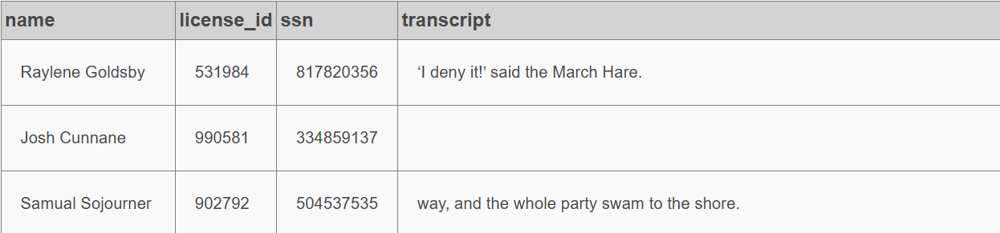 name license_id ssn transcript
Raylene Goldsby 531984 817820356 ‘I deny it!’ said the March Hare.
Josh Cunnane 990581 334859137
Samual Sojourner 902792 504537535 way, and the whole party swam to the shore.